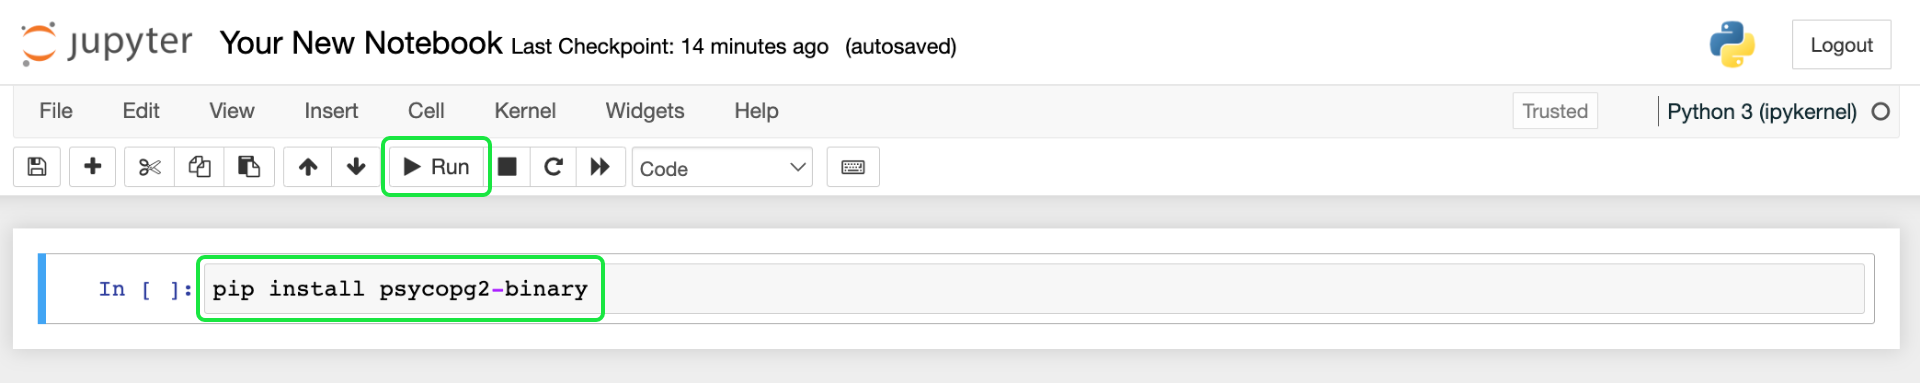 jupyter Your New Notebook Last Checkpoint: 14 minutes ago (autosaved) Logout
File Edit View Insert Cell Kernel Widgets Help Trusted Python 3 (ipykernel)
Run Code
In [ ]: pip install psycopg2-binary